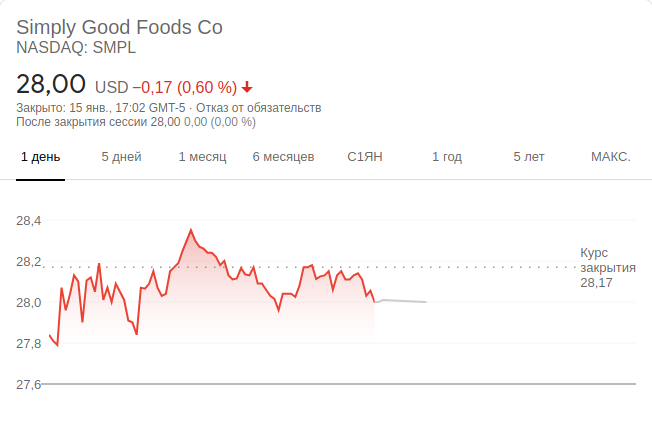 Simply Good Foods Co
NASDAQ: SMPL
28,00 USD −0,17 (0,60 %)
Закрыто: 15 янв., 17:02 GMT-5 · Отказ от обязательств
После закрытия сессии 28,00 0,00 (0,00 %)
1 день 5 дней 1 месяц 6 месяцев С1ЯН 1 год 5 лет МАКС.
28,4
28,2
28,0
27,8
27,6
Курс
закрытия
28,17